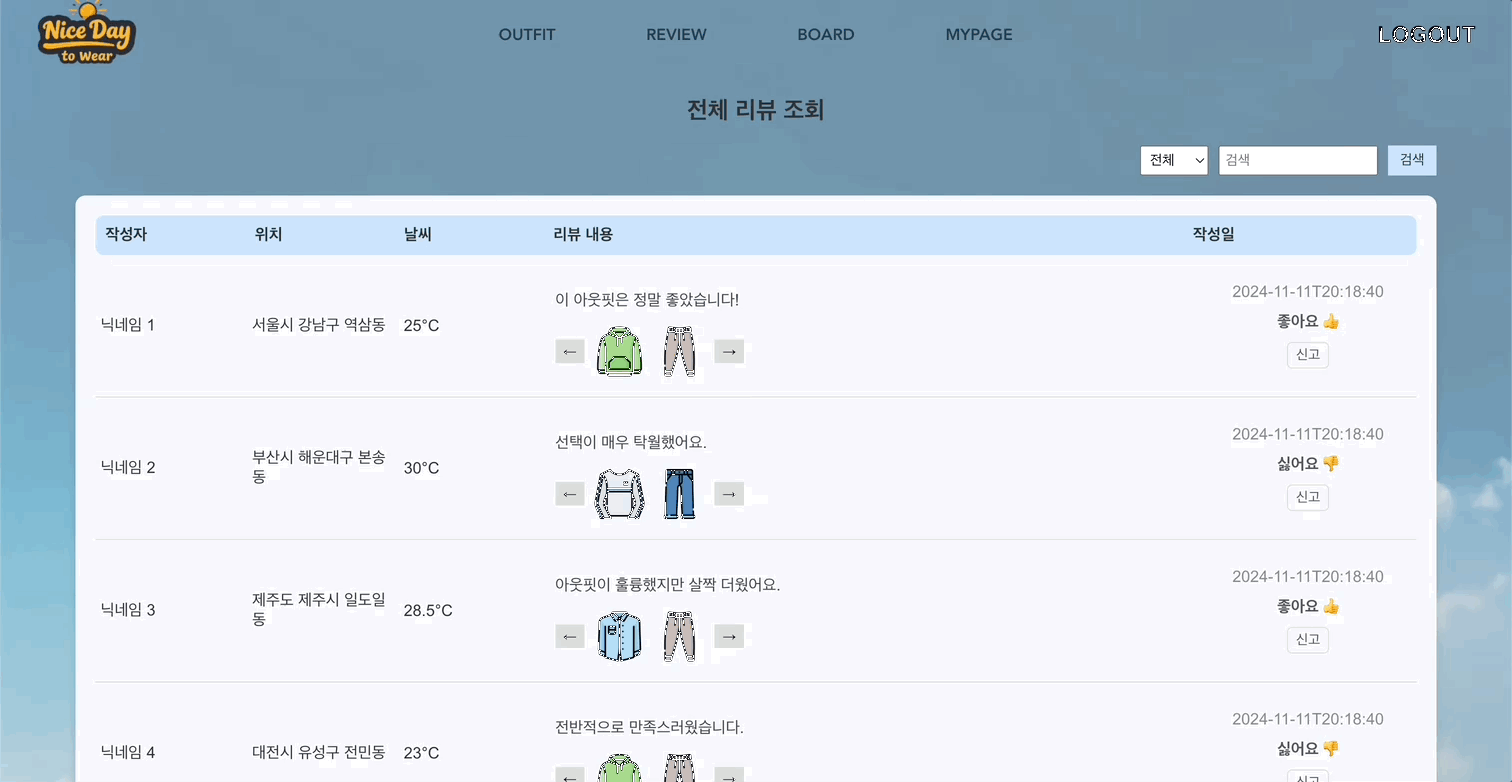 Nice Day
to Wear
OUTFIT REVIEW BOARD MYPAGE
LOGOUT
전체 리뷰 조회
전체 검색 검색
작성자 위치 날씨 리뷰 내용 작성일
닉네임 1
서울시 강남구 역삼동
25°C
이 아웃핏은 정말 좋았습니다!
← →
2024-11-11T20:18:40
좋아요 👍
신고
닉네임 2
부산시 해운대구 본송
동
30°C
선택이 매우 탁월했어요.
← →
2024-11-11T20:18:40
싫어요 👎
신고
닉네임 3
제주도 제주시 일도일
동
28.5°C
아웃핏이 훌륭했지만 살짝 더웠어요.
← →
2024-11-11T20:18:40
좋아요 👍
신고
닉네임 4
대전시 유성구 전민동
23°C
전반적으로 만족스러웠습니다.
← →
2024-11-11T20:18:40
싫어요 👎
신고